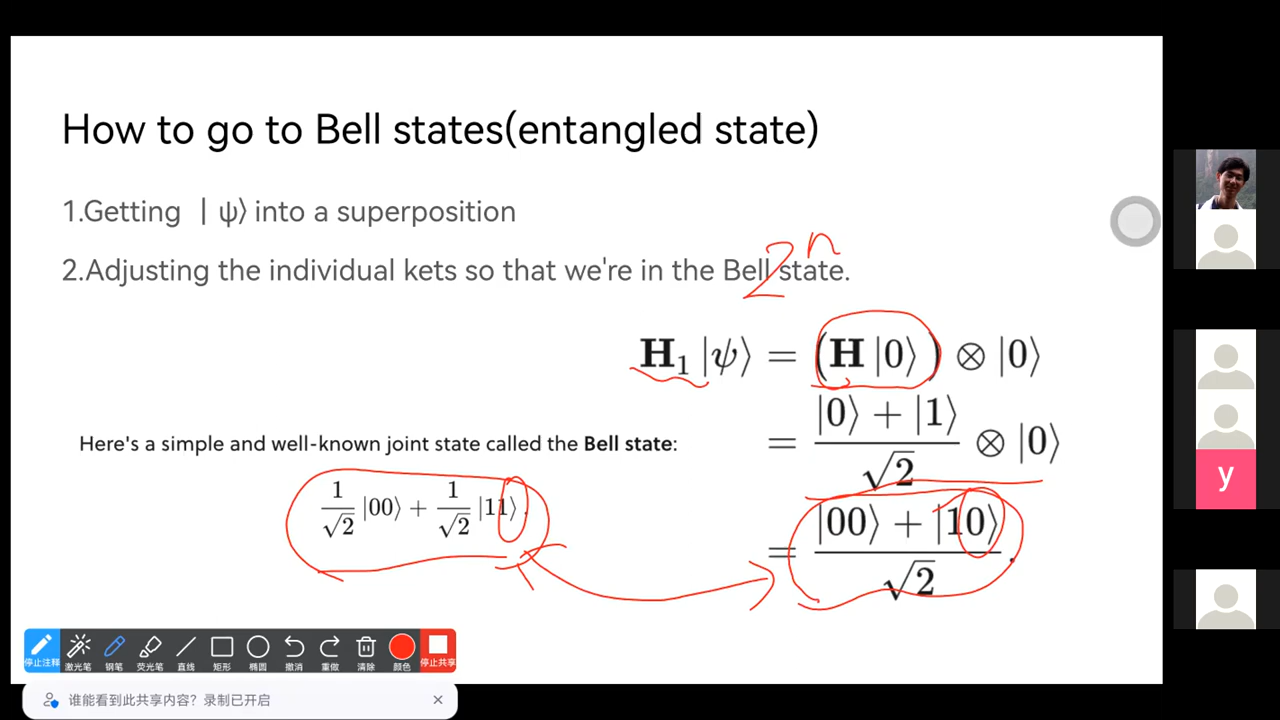 How to go to Bell states(entangled state)
1.Getting ∣ψ⟩ into a superposition
2.Adjusting the individual kets so that we're in the Bell state.
2^n
H₁|ψ⟩ = (H|0⟩) ⊗ |0⟩
= (|0⟩ + |1⟩)/√2 ⊗ |0⟩
Here's a simple and well-known joint state called the Bell state:
1/√2 |00⟩ + 1/√2 |11⟩.
= (|00⟩ + |10⟩)/√2.
y
停止注释 激光笔 钢笔 荧光笔 直线 矩形 椭圆 撤消 重做 清除 颜色 停止共享
谁能看到此共享内容? 录制已开启